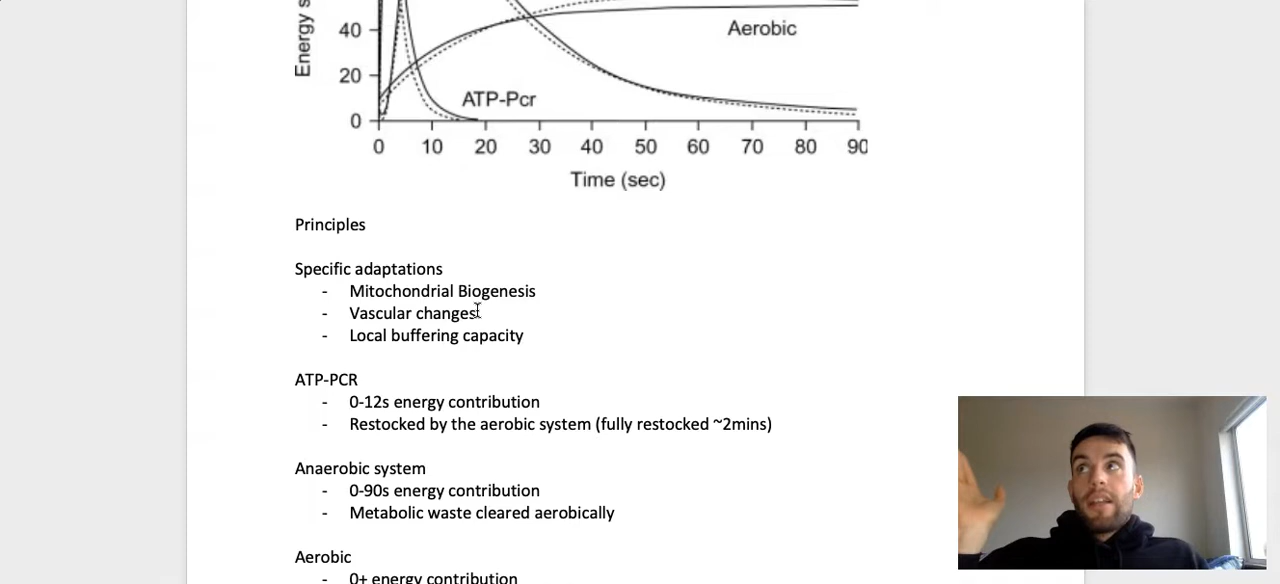 Energy s
40
20
0
Aerobic
ATP-Pcr
0 10 20 30 40 50 60 70 80 90
Time (sec)
Principles
Specific adaptations
- Mitochondrial Biogenesis
- Vascular changes
- Local buffering capacity
ATP-PCR
- 0-12s energy contribution
- Restocked by the aerobic system (fully restocked ~2mins)
Anaerobic system
- 0-90s energy contribution
- Metabolic waste cleared aerobically
Aerobic
- 0+ energy contribution